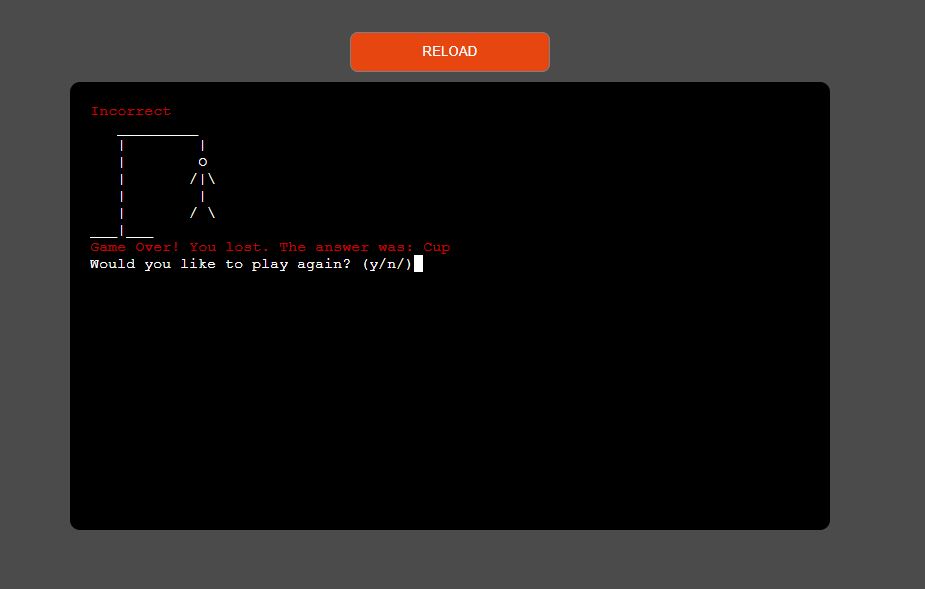 RELOAD
Incorrect
Game Over! You lost. The answer was: Cup
Would you like to play again? (y/n/)